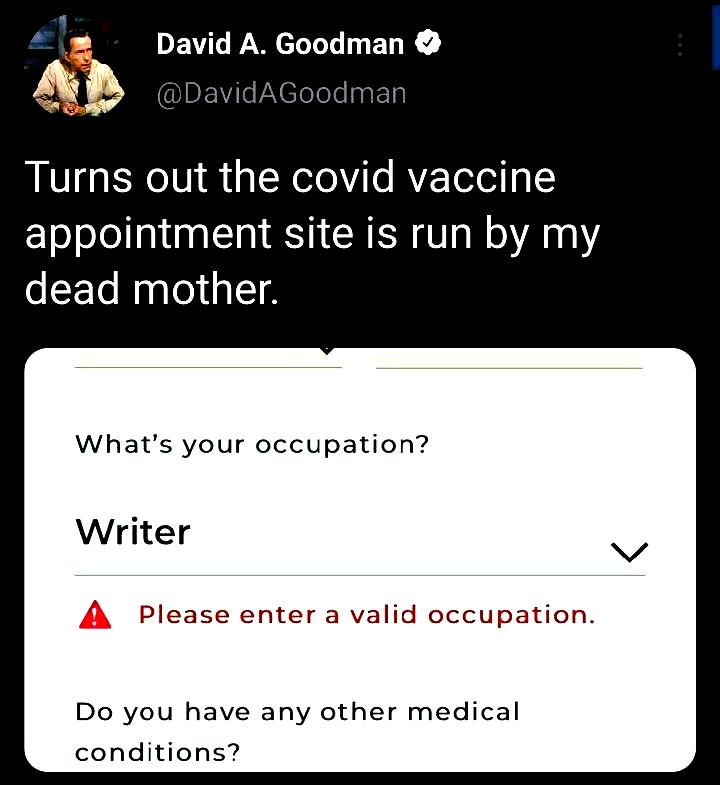 David A. Goodman
@DavidAGoodman
Turns out the covid vaccine
appointment site is run by my
dead mother.
What's your occupation?
Writer
Please enter a valid occupation.
Do you have any other medical
conditions?